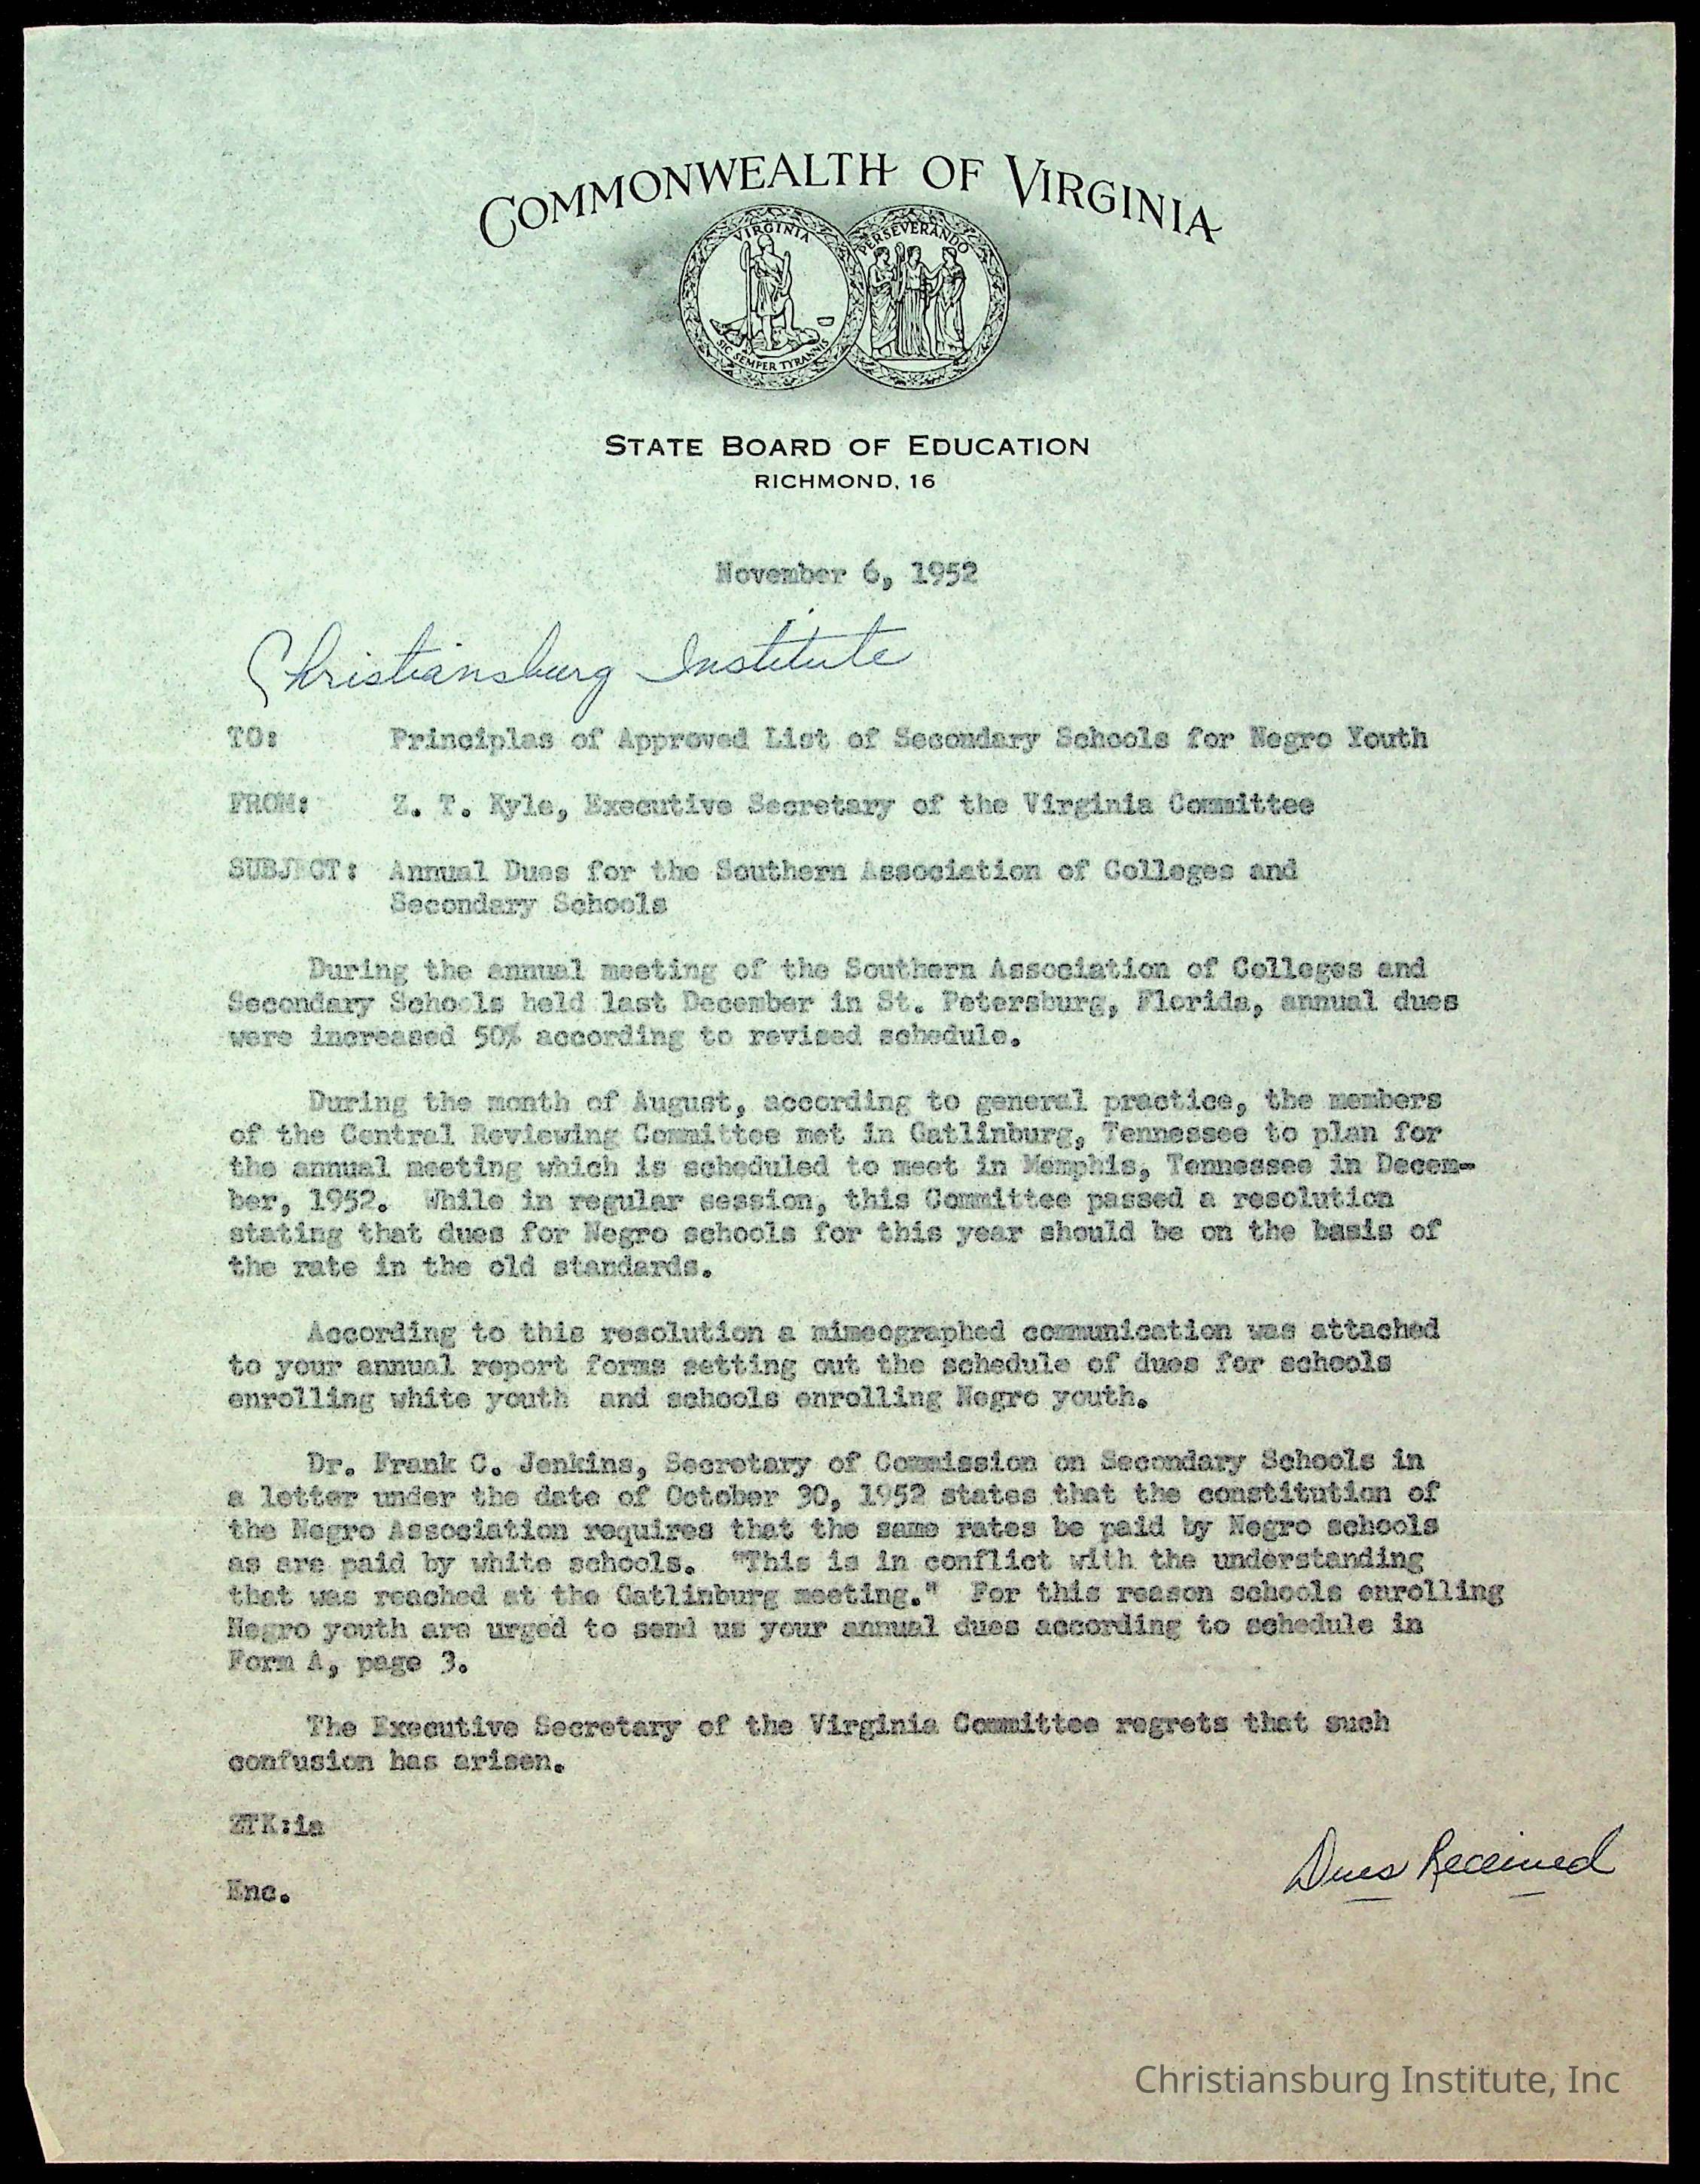 COMMONWEALTH OF VIRGINIA
VIRGINIA
PERSEVERANDO
SIC SEMPER TYRANNIS
STATE BOARD OF EDUCATION
RICHMOND, 16
November 6, 1952
Christiansburg Institute
TO: Principlas of Approved List of Secondary Schools for Negro Youth
FROM: Z. T. Kyle, Executive Secretary of the Virginia Committee
SUBJECT: Annual Dues for the Southern Association of Colleges and
Secondary Schools
During the annual meeting of the Southern Association of Colleges and
Secondary Schools held last December in St. Petersburg, Florida, annual dues
were increased 50% according to revised schedule.
During the month of August, according to general practice, the members
of the Central Reviewing Committee met in Gatlinburg, Tennessee to plan for
the annual meeting which is scheduled to meet in Memphis, Tennessee in Decem-
ber, 1952. While in regular session, this Committee passed a resolution
stating that dues for Negro schools for this year should be on the basis of
the rate in the old standards.
According to this resolution a mimeographed communication was attached
to your annual report forms setting out the schedule of dues for schools
enrolling white youth and schools enrolling Negro youth.
Dr. Frank C. Jenkins, Secretary of Commission on Secondary Schools in
a letter under the date of October 30, 1952 states that the constitution of
the Negro Association requires that the same rates be paid by Negro schools
as are paid by white schools. "This is in conflict with the understanding
that was reached at the Gatlinburg meeting." For this reason schools enrolling
Negro youth are urged to send us your annual dues according to schedule in
Form A, page 3.
The Executive Secretary of the Virginia Committee regrets that such
confusion has arisen.
ZTK:ia
Enc.
Dues Received
Christiansburg Institute, Inc